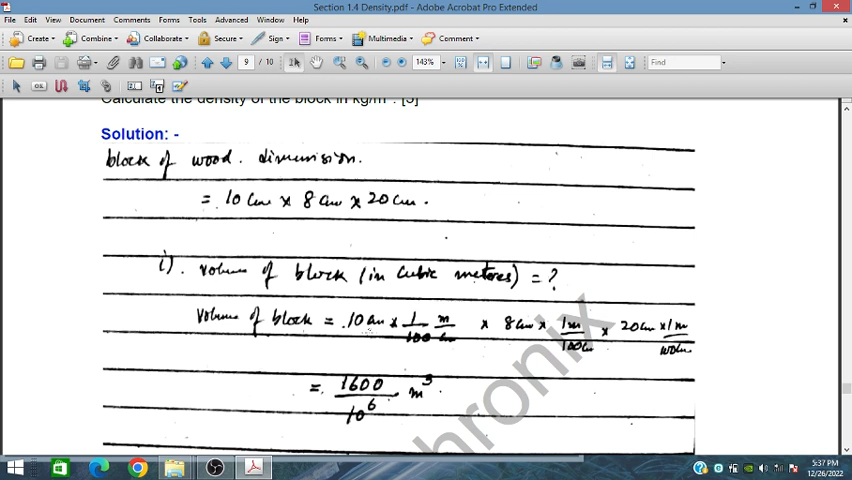 Section 1.4 Density.pdf - Adobe Acrobat Pro Extended
File Edit View Document Comments Forms Tools Advanced Window Help
Create Combine Collaborate Secure Sign Forms Multimedia Comment
9 / 10 143% Find
Calculate the density of the block in kg/m³. [3]
Solution: -
block of wood. dimenision.
= 10 cm × 8 cm × 20 cm.
i). volume of block (in cubic metres) = ?
volume of block = 10 cm × 1/100 m/cm × 8 cm × 1m/100cm × 20 cm × 1m/100cm
= 1600/10⁶ m³
hronix
5:37 PM
12/26/2022